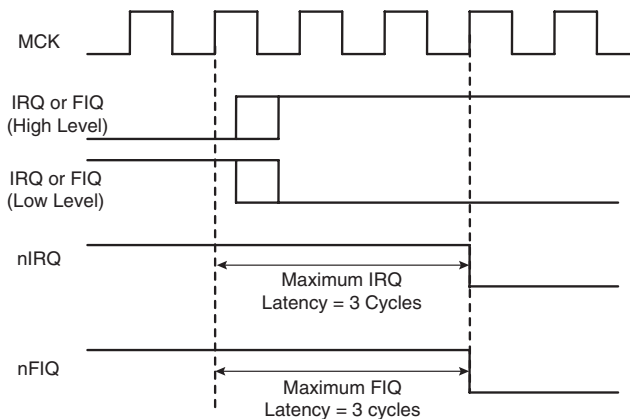 MCK
IRQ or FIQ
(High Level)
IRQ or FIQ
(Low Level)
nIRQ
Maximum IRQ
Latency = 3 Cycles
nFIQ
Maximum FIQ
Latency = 3 cycles